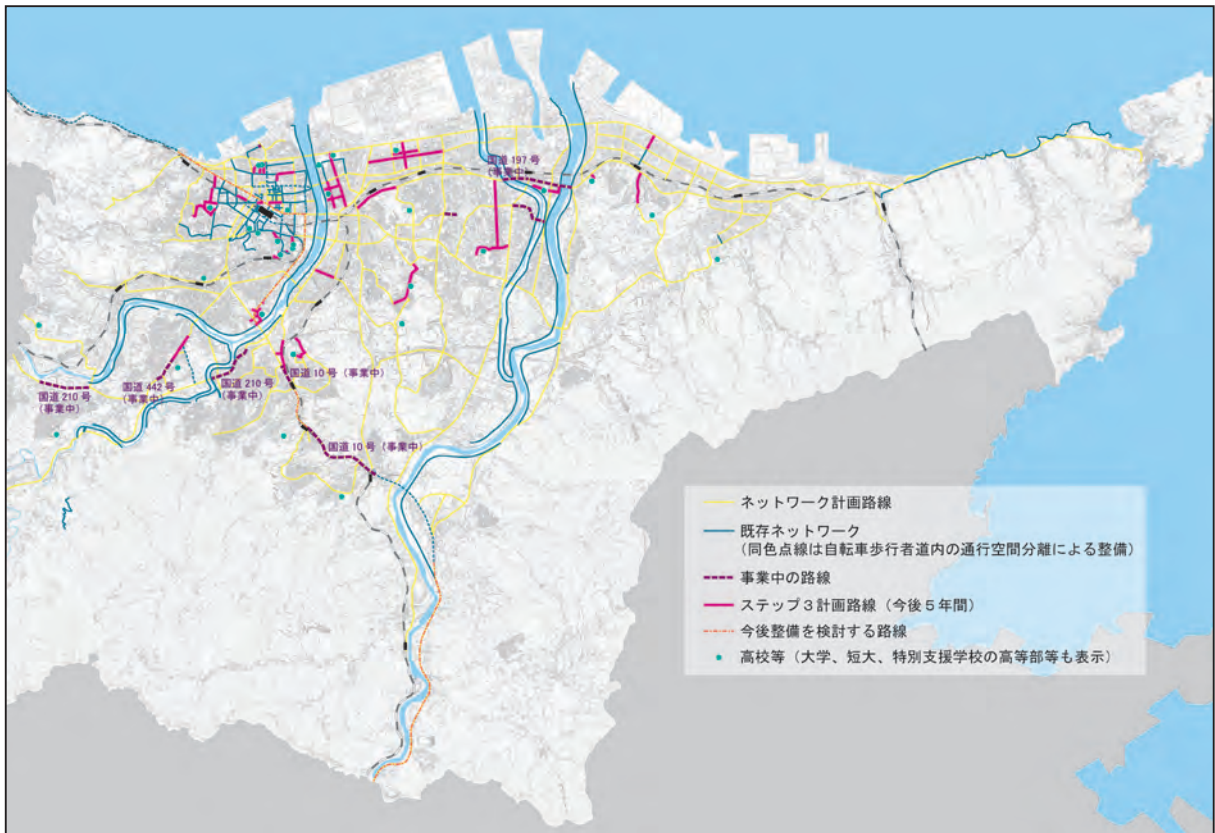 国道 197 号
(事業中)
国道 10 号（事業中）
国道 210 号
(事業中)
国道 442 号
(事業中)
国道 210 号
(事業中)
国道 10 号（事業中）
ネットワーク計画路線
既存ネットワーク
(同色点線は自転車歩行者道内の通行空間分離による整備)
事業中の路線
ステップ３計画路線（今後５年間）
今後整備を検討する路線
高校等（大学、短大、特別支援学校の高等部等も表示）